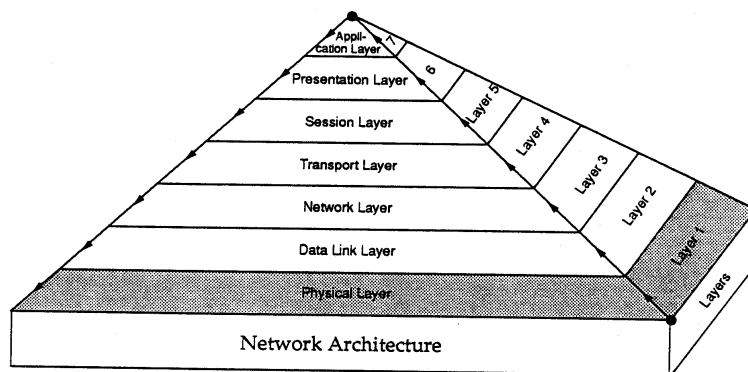 Appli-
cation Layer
7
Presentation Layer
6
Session Layer
Layer 5
Transport Layer
Layer 4
Network Layer
Layer 3
Data Link Layer
Layer 2
Physical Layer
Layer 1
Network Architecture
Layers